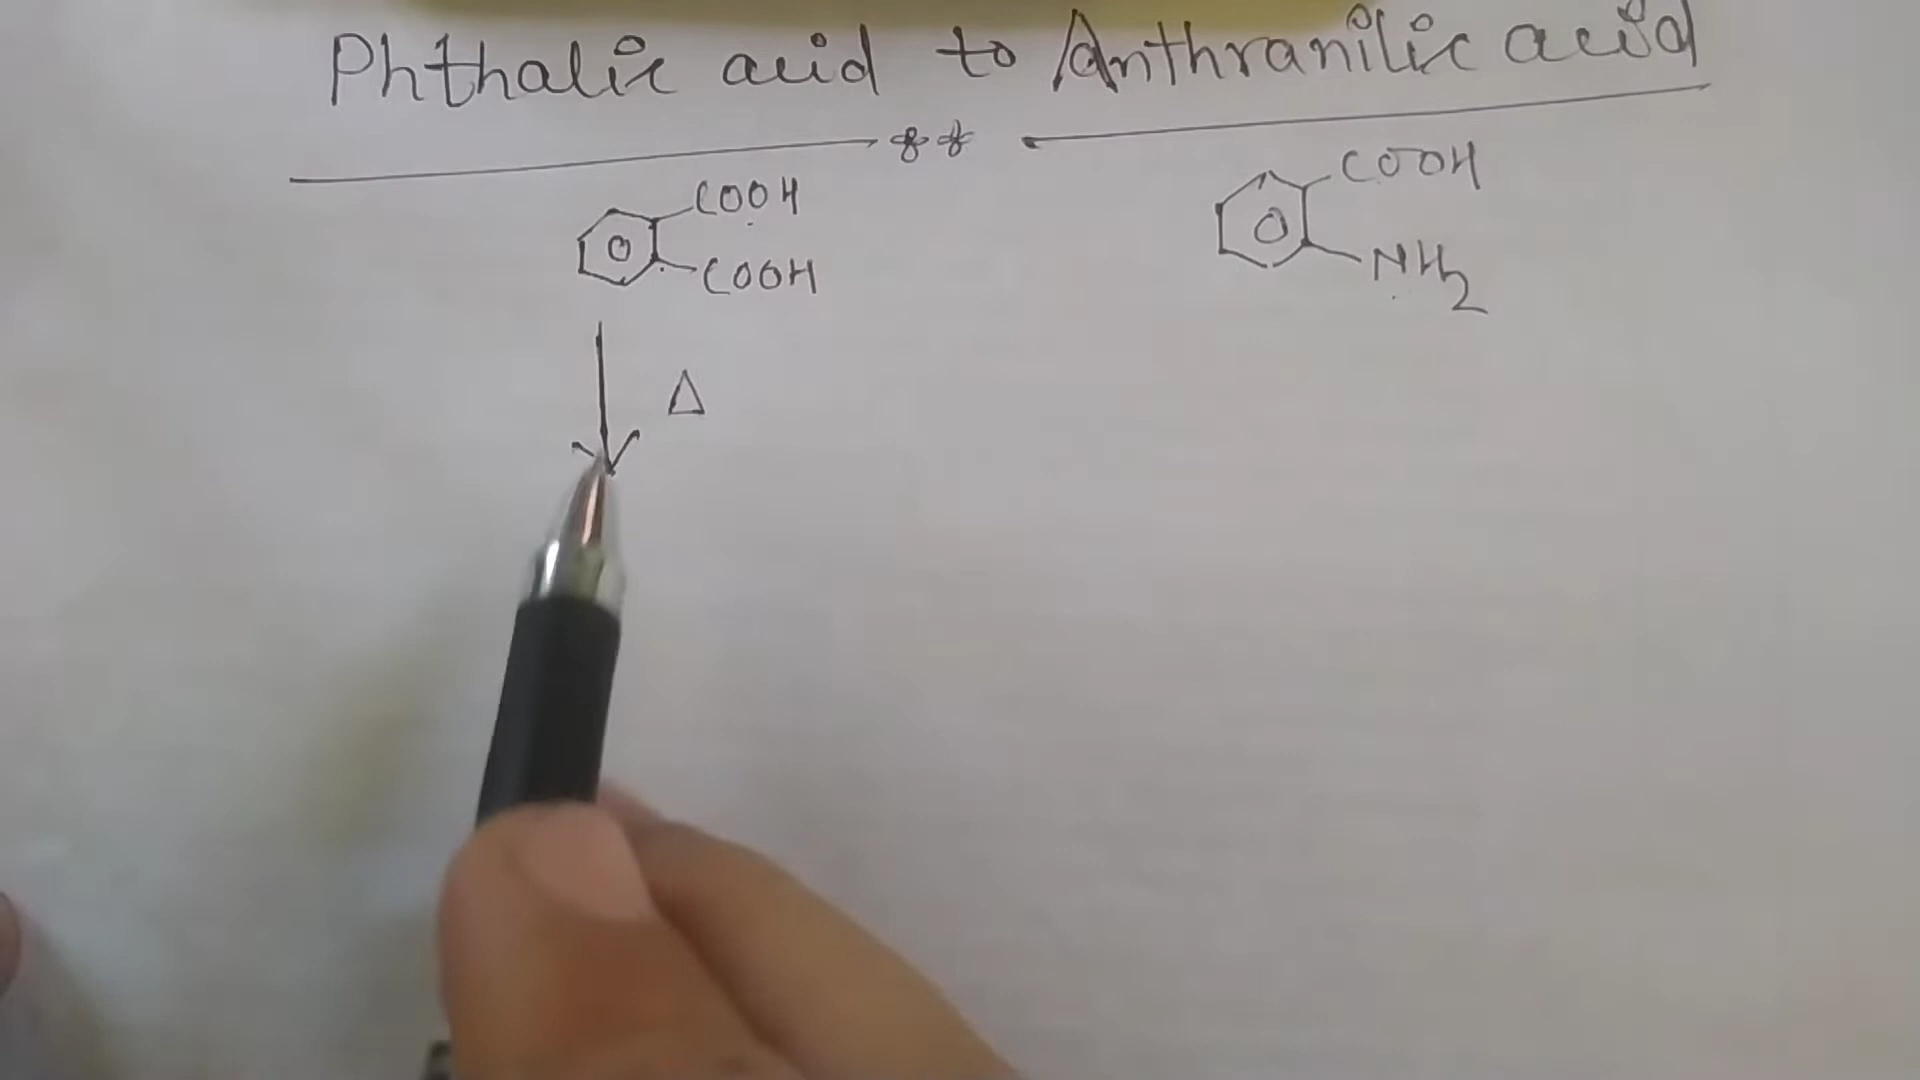 Phthalic acid to Anthranilic acid
COOH
COOH
Δ
COOH
NH2